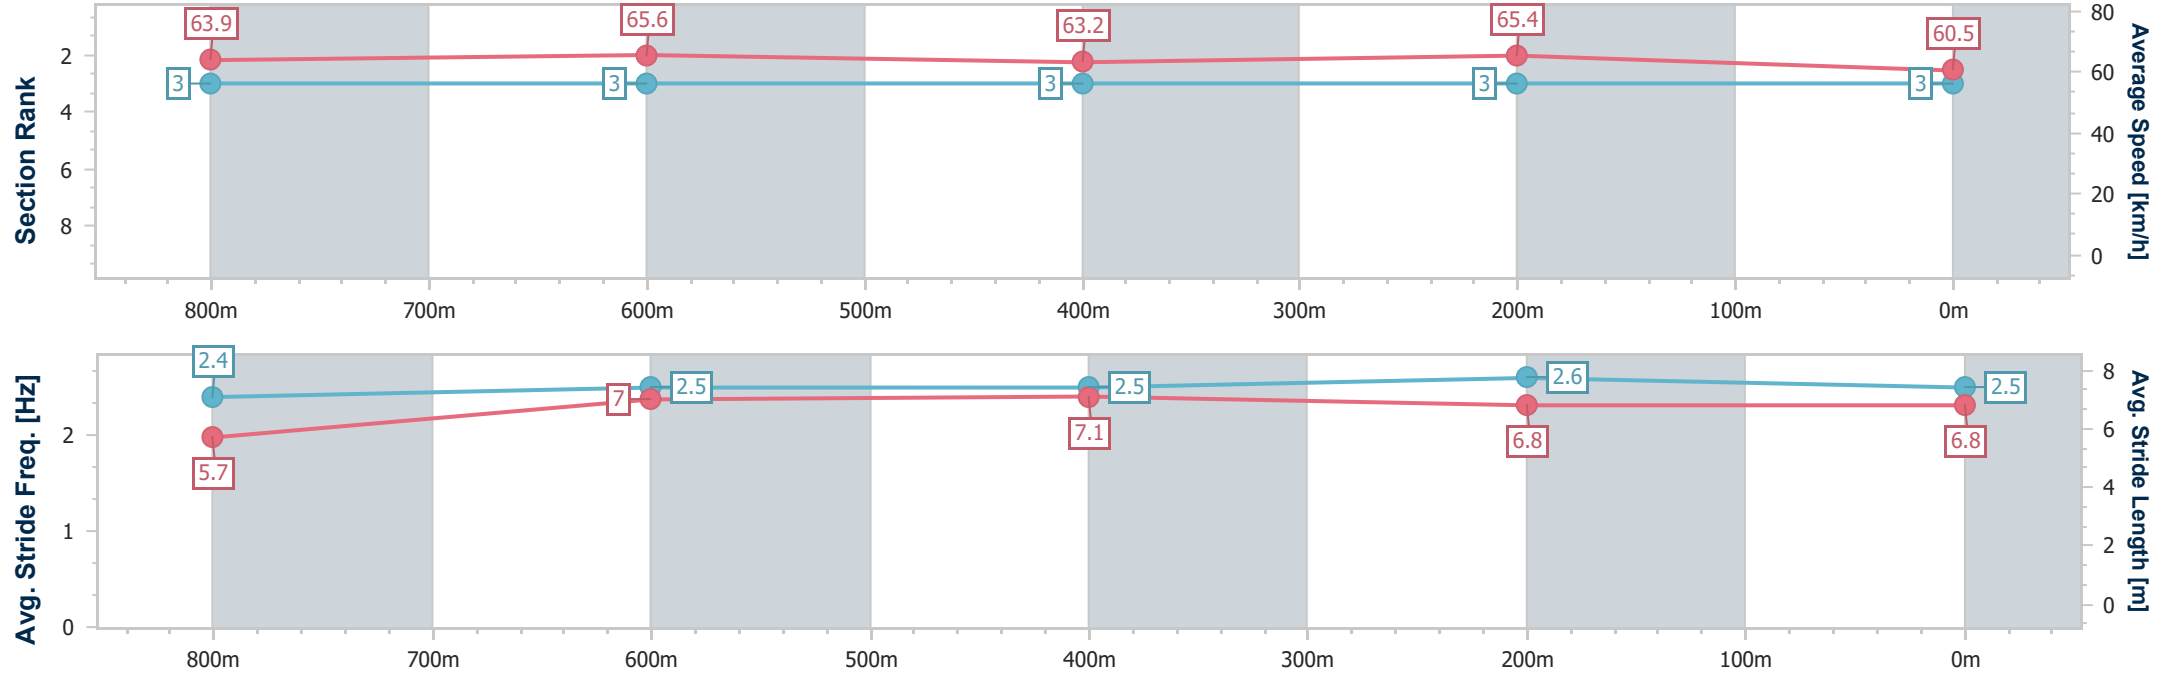 Section Rank
2
4
6
8
63.9
65.6
63.2
65.4
60.5
3
3
3
3
3
80
60
40
20
0
Average Speed [km/h]
800m
700m
600m
500m
400m
300m
200m
100m
0m
Avg. Stride Freq. [Hz]
2
1
0
2.4
2.5
2.5
2.6
2.5
5.7
7
7.1
6.8
6.8
8
6
4
2
0
Avg. Stride Length [m]
800m
700m
600m
500m
400m
300m
200m
100m
0m